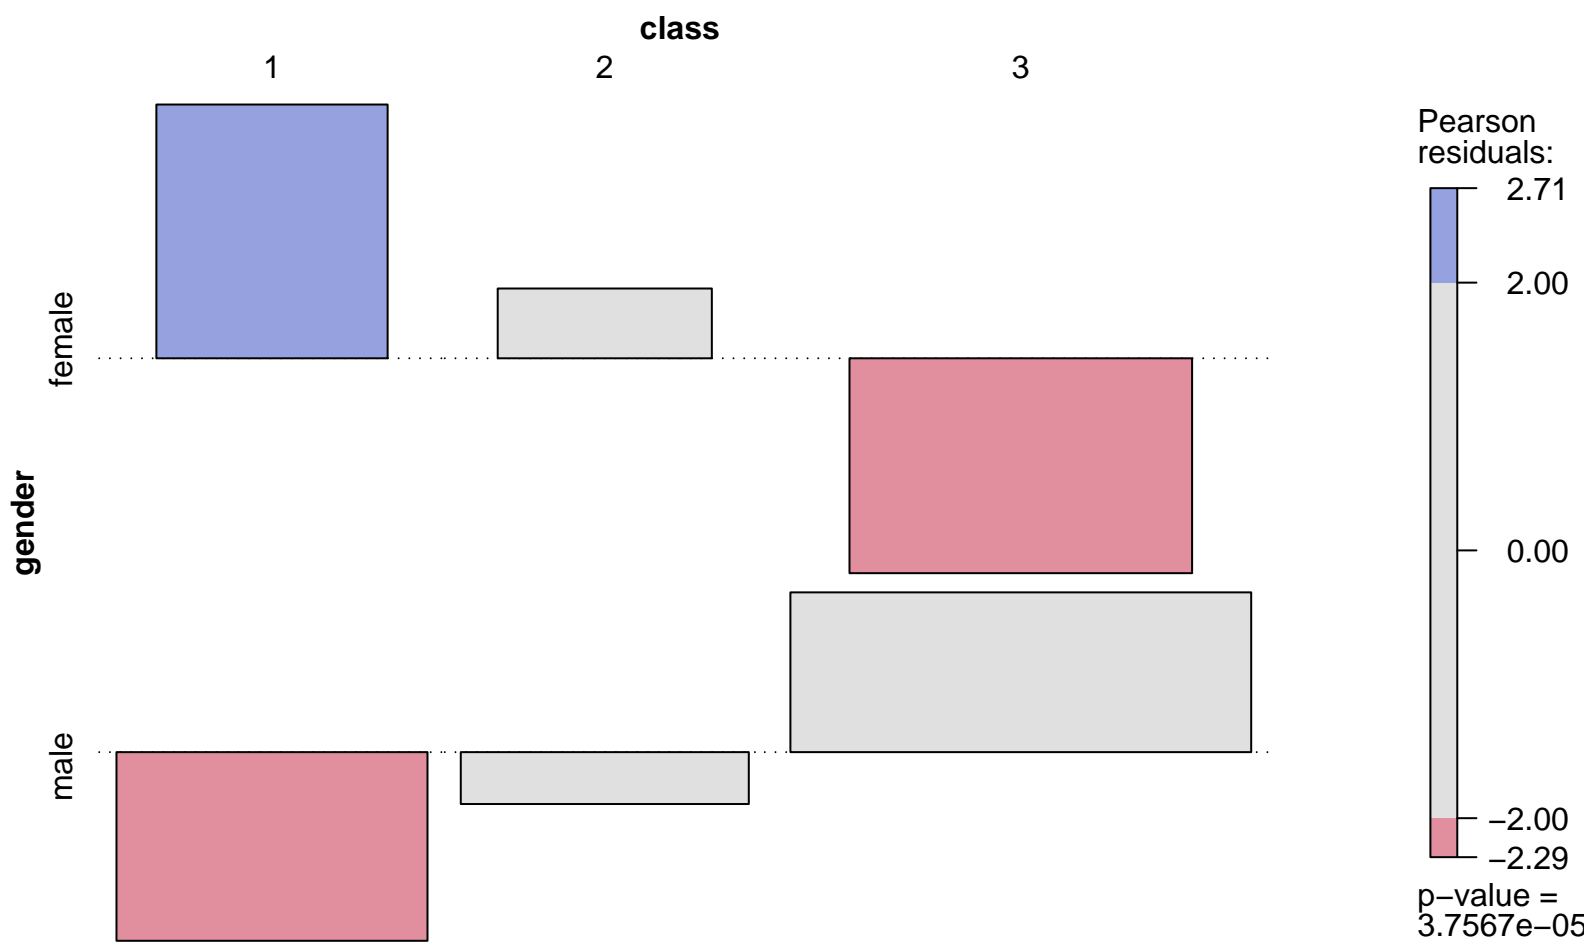 class
1 2 3
female
gender
male
Pearson
residuals:
2.71
2.00
0.00
−2.00
−2.29
p−value =
3.7567e−05